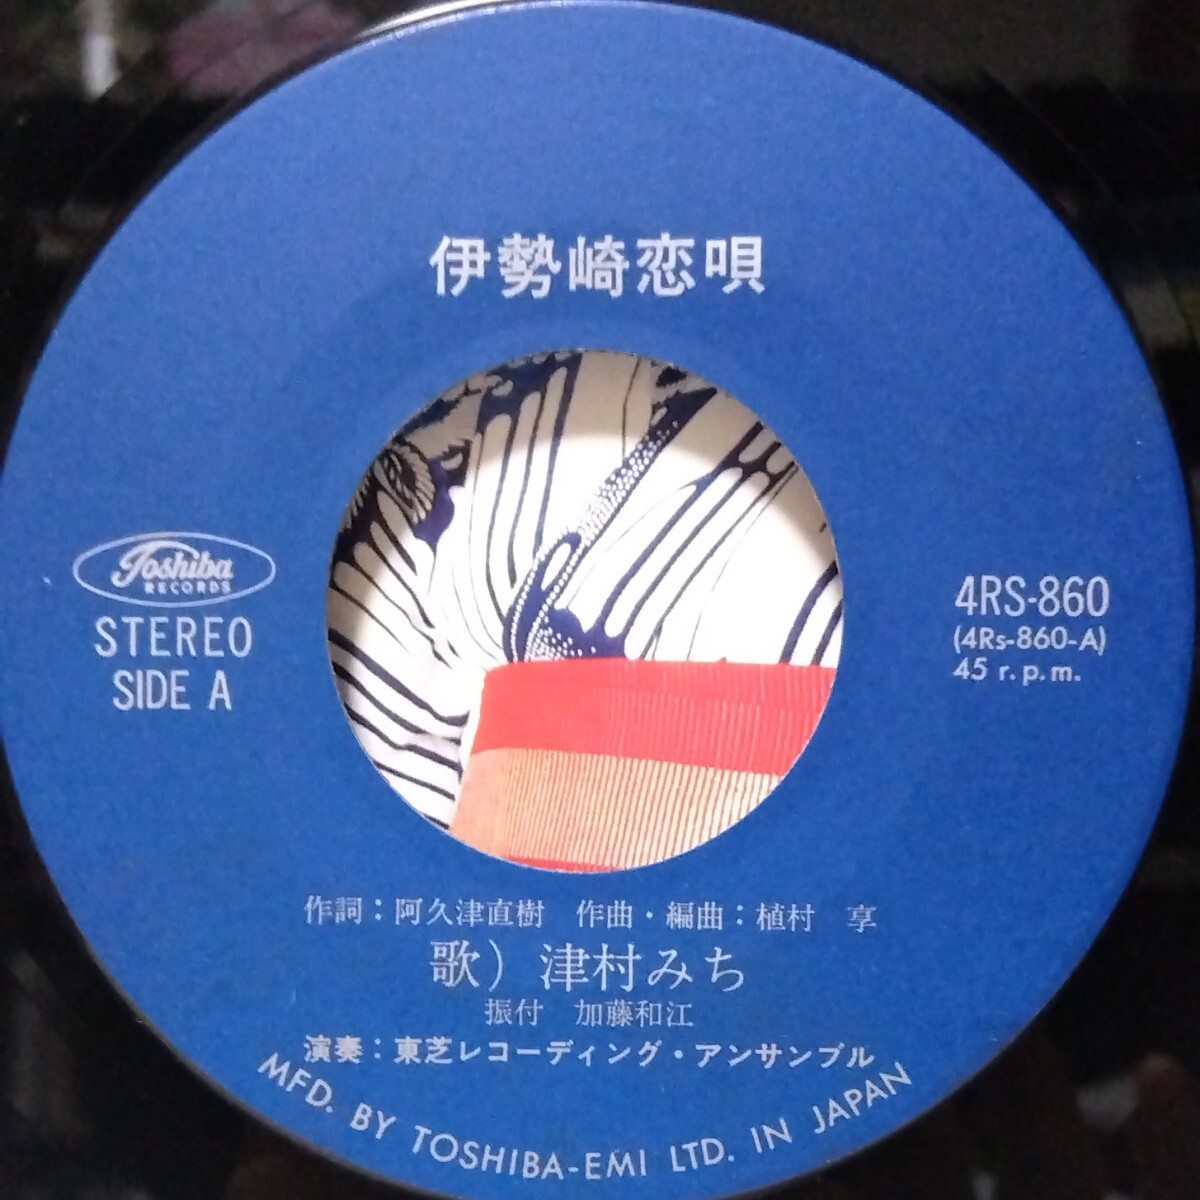 伊勢崎恋唄
Toshiba
RECORDS
STEREO
SIDE A
4RS-860
(4Rs-860-A)
45 r.p.m.
作詞：阿久津直樹　作曲・編曲：植村　享
歌）津村みち
振付　加藤和江
演奏：東芝レコーディング・アンサンブル
MFD. BY TOSHIBA-EMI LTD. IN JAPAN